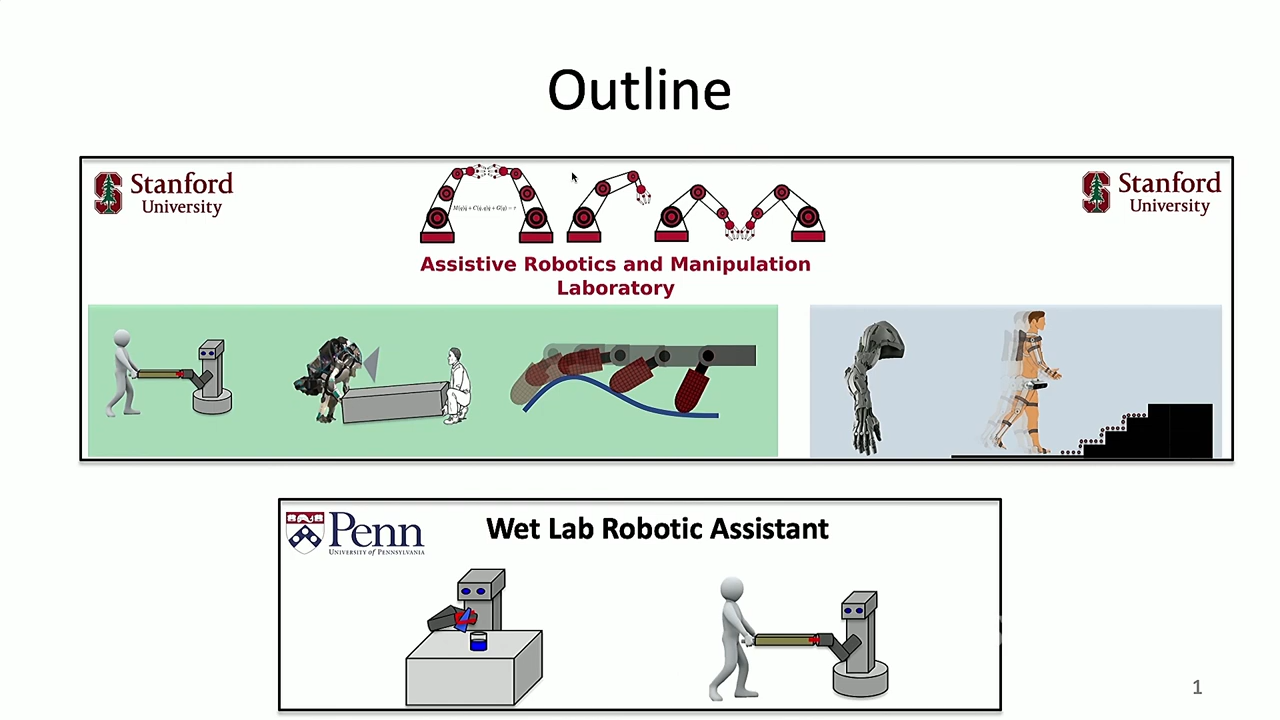 Outline
Stanford
University
M(q)q̈ + C(q̇,q)q̇ + G(q) = τ
Stanford
University
Assistive Robotics and Manipulation
Laboratory
Penn
UNIVERSITY of PENNSYLVANIA
Wet Lab Robotic Assistant
1